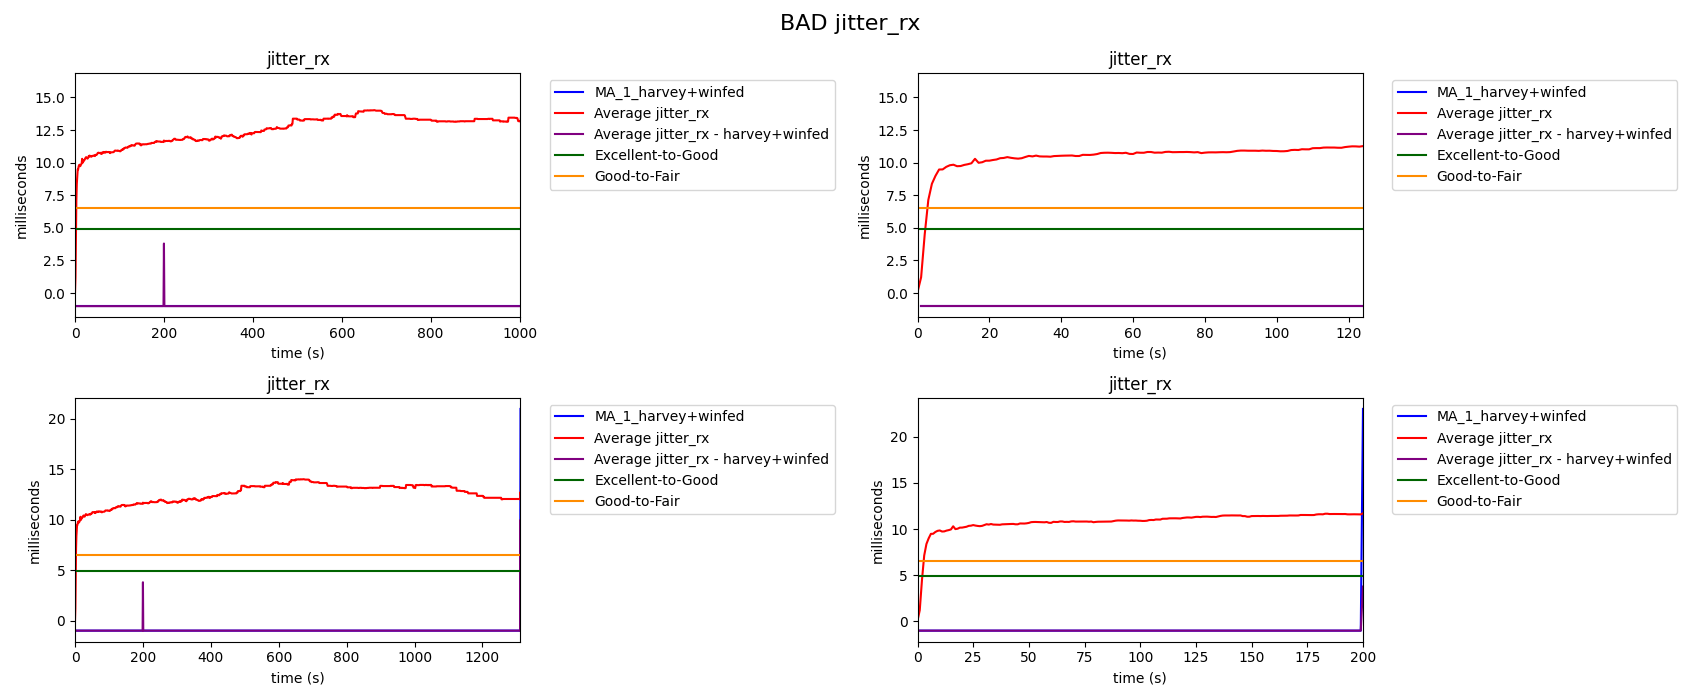 BAD jitter_rx
jitter_rx
milliseconds
15.0
12.5
10.0
7.5
5.0
2.5
0.0
0 200 400 600 800 1000
time (s)
MA_1_harvey+winfed
Average jitter_rx
Average jitter_rx - harvey+winfed
Excellent-to-Good
Good-to-Fair
jitter_rx
milliseconds
15.0
12.5
10.0
7.5
5.0
2.5
0.0
0 20 40 60 80 100 120
time (s)
MA_1_harvey+winfed
Average jitter_rx
Average jitter_rx - harvey+winfed
Excellent-to-Good
Good-to-Fair
jitter_rx
milliseconds
20
15
10
5
0
0 200 400 600 800 1000 1200
time (s)
MA_1_harvey+winfed
Average jitter_rx
Average jitter_rx - harvey+winfed
Excellent-to-Good
Good-to-Fair
jitter_rx
milliseconds
20
15
10
5
0
0 25 50 75 100 125 150 175 200
time (s)
MA_1_harvey+winfed
Average jitter_rx
Average jitter_rx - harvey+winfed
Excellent-to-Good
Good-to-Fair